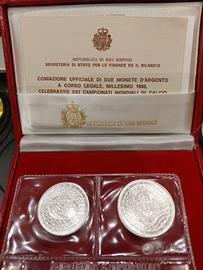 REPUBBLICA DI SAN MARINO
SEGRETERIA DI STATO PER LE FINANZE ED IL BILANCIO
CONIAZIONE UFFICIALE DI DUE MONETE D'ARGENTO
A CORSO LEGALE, MILLESIMO 1990,
CELEBRATIVE DEI CAMPIONATI MONDIALI DI CALCIO
REPUBBLICA DI SAN MARINO